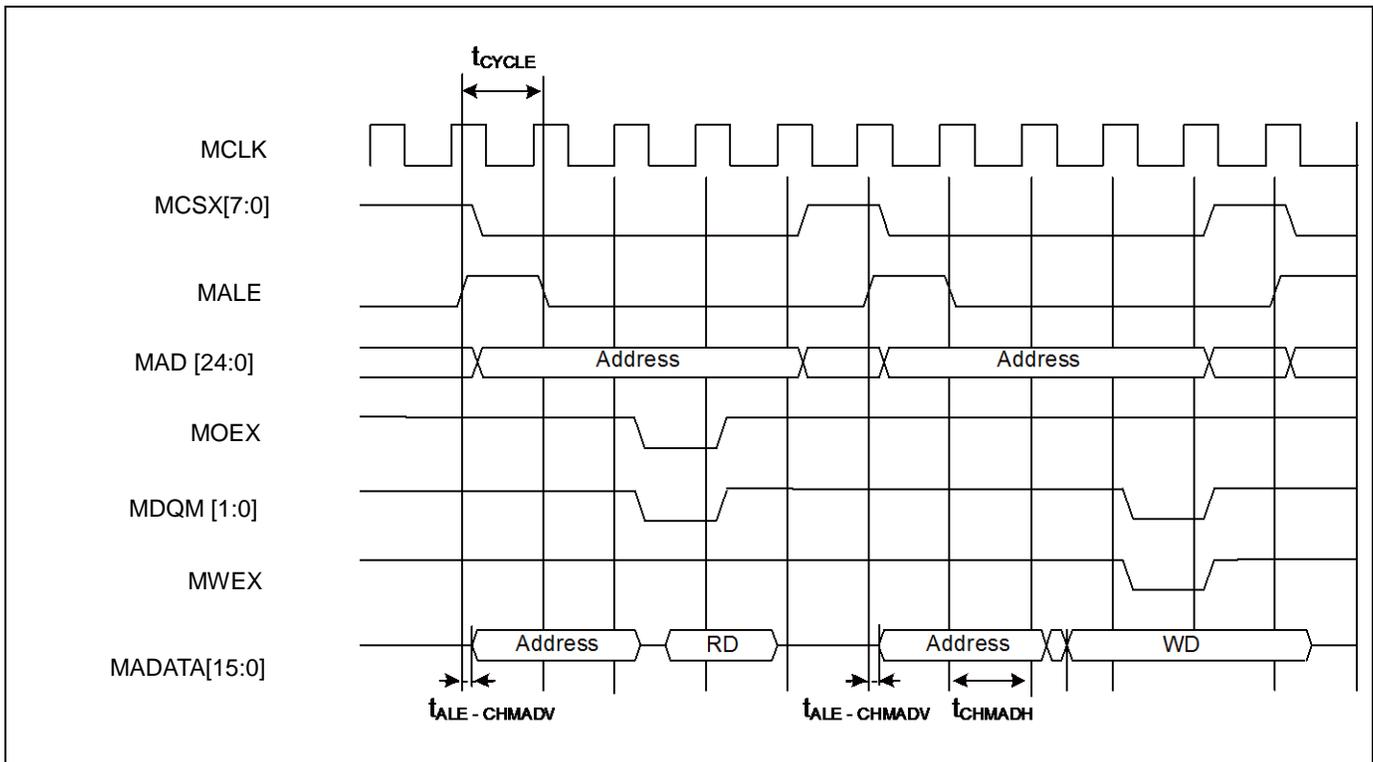 tCYCLE
MCLK
MCSX[7:0]
MALE
MAD [24:0]
Address
Address
MOEX
MDQM [1:0]
MWEX
MADATA[15:0]
Address
RD
Address
WD
tALE - CHMADV
tALE - CHMADV
tCHMADH